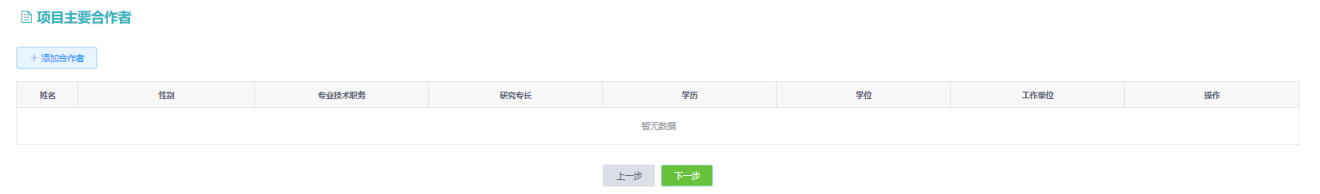 项目主要合作者
+ 添加合作者
姓名 性别 专业技术职务 研究专长 学历 学位 工作单位 操作
暂无数据
上一步 下一步